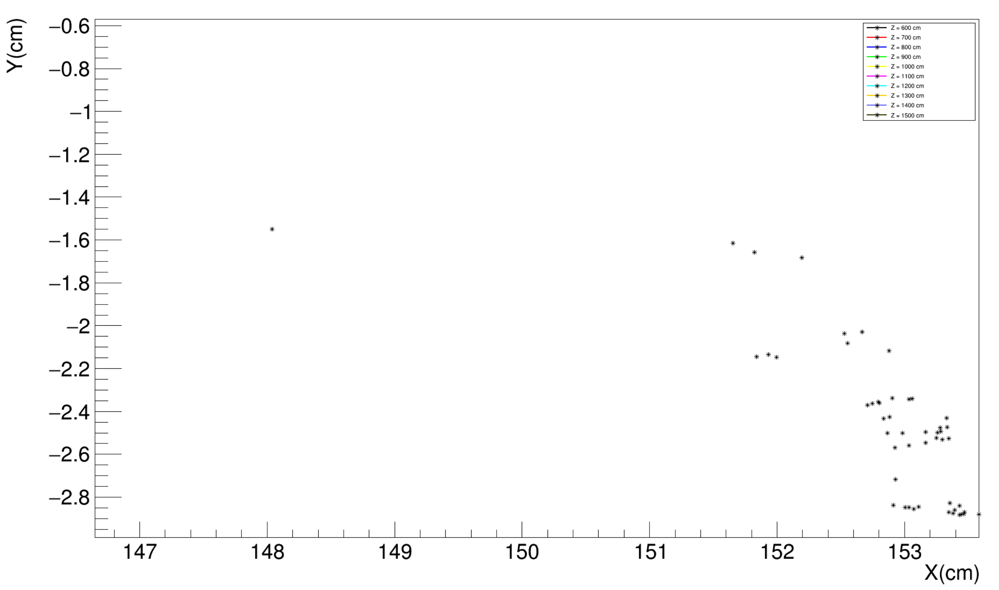 Y(cm)
−0.6
−0.8
−1
−1.2
−1.4
−1.6
−1.8
−2
−2.2
−2.4
−2.6
−2.8
Z = 600 cm
Z = 700 cm
Z = 800 cm
Z = 900 cm
Z = 1000 cm
Z = 1100 cm
Z = 1200 cm
Z = 1300 cm
Z = 1400 cm
Z = 1500 cm
147 148 149 150 151 152 153
X(cm)